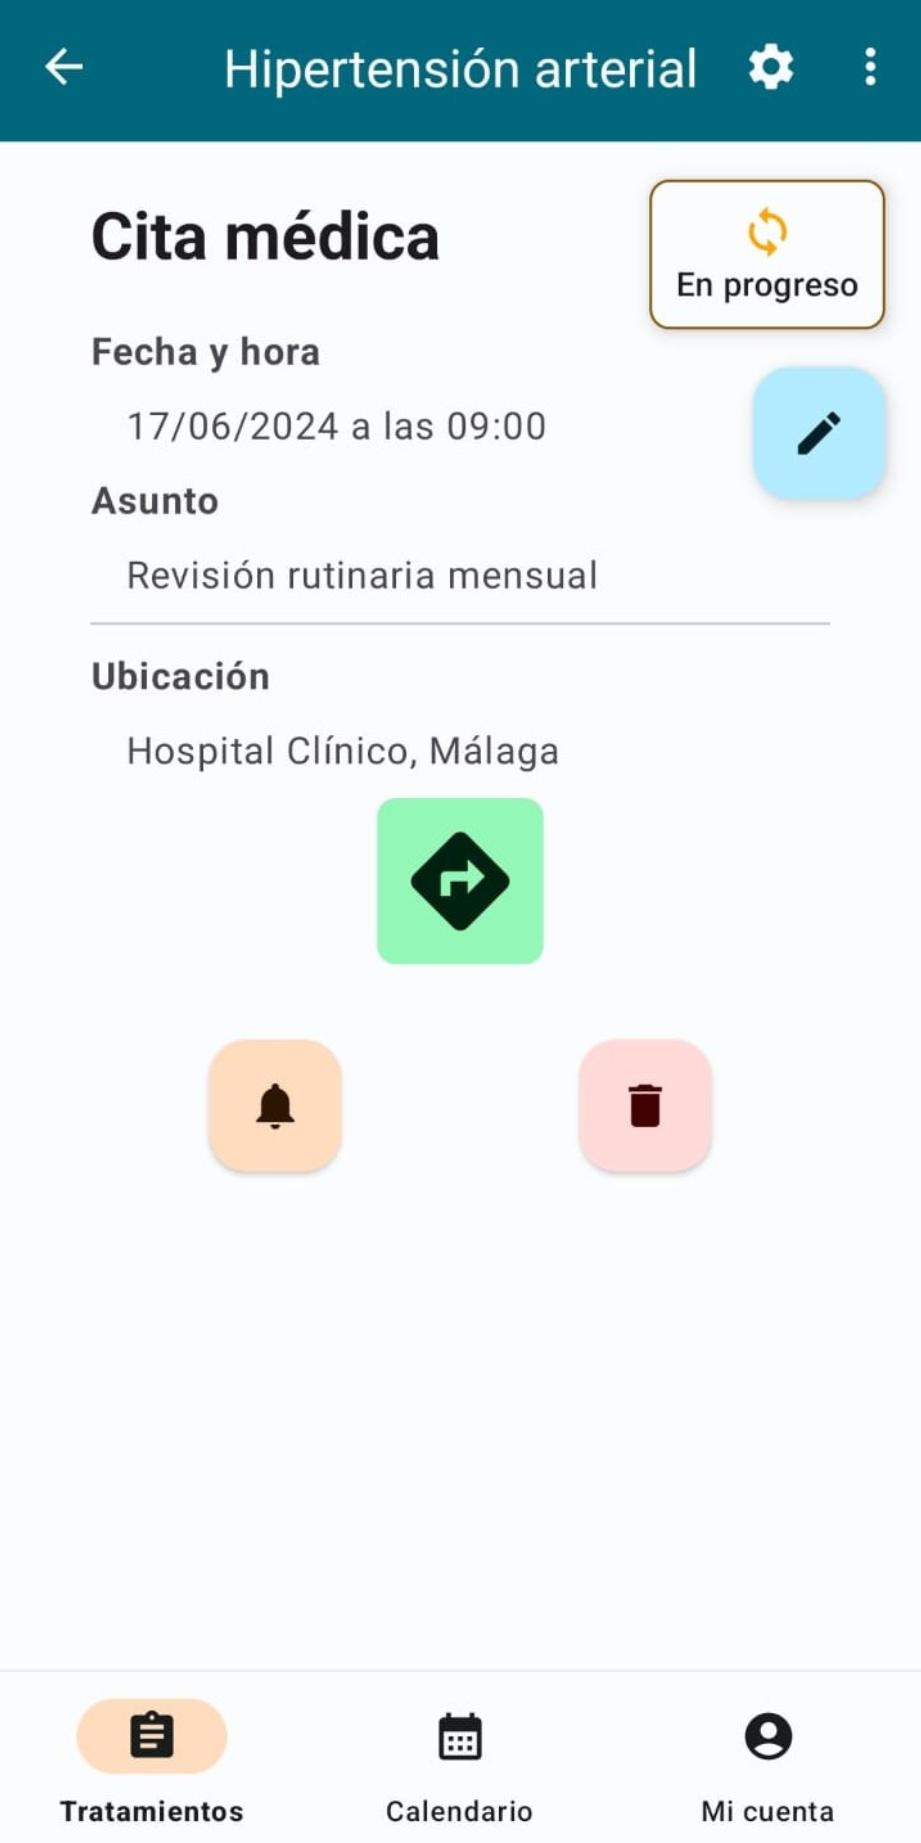 Hipertensión arterial
Cita médica
En progreso
Fecha y hora
17/06/2024 a las 09:00
Asunto
Revisión rutinaria mensual
Ubicación
Hospital Clínico, Málaga
Tratamientos
Calendario
Mi cuenta